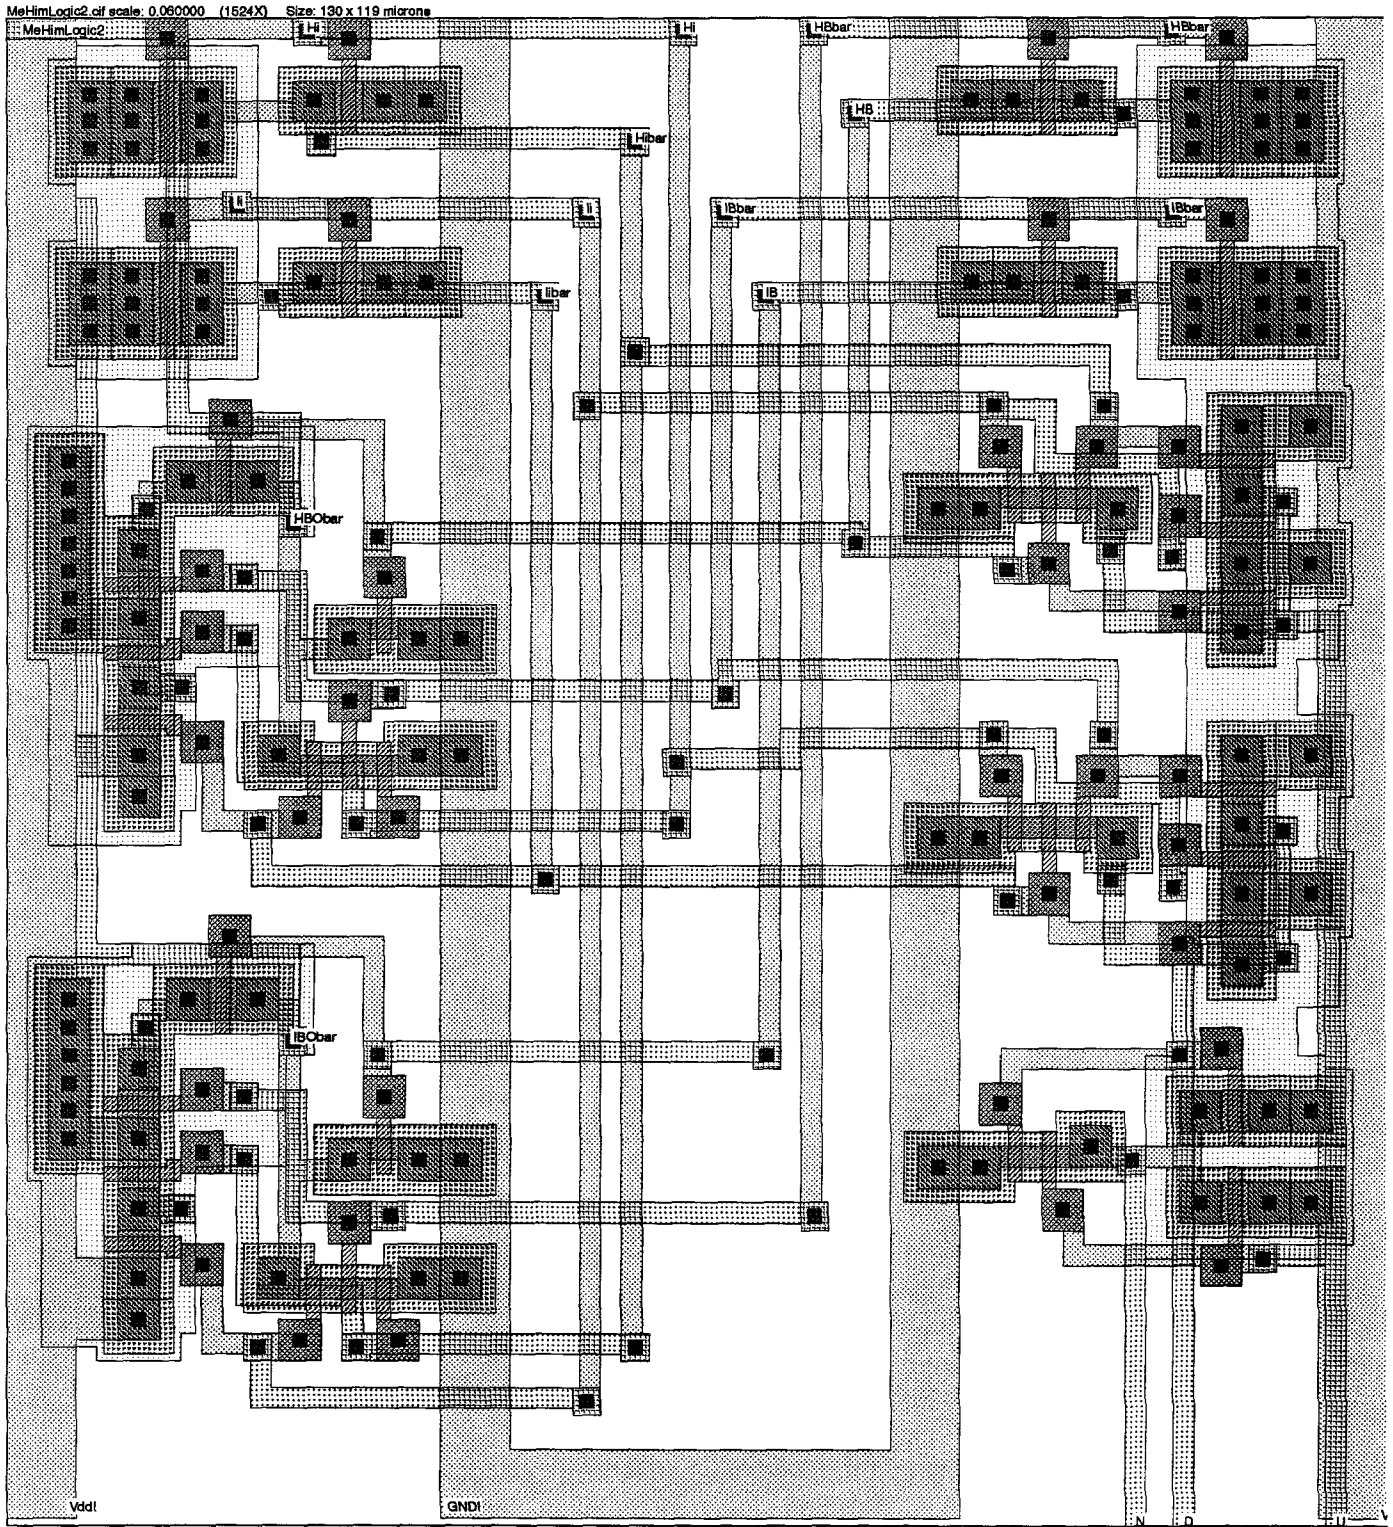 MeHimLogic2.cif scale: 0.060000 (1524X) Size: 130 x 119 microns
MeHimLogic2 Hi Hi HBbar HBbar
HB
Hibar
Ii Ii IBbar IBbar
Iibar IB
HBObar
IBObar
Vdd! GND! V
N D U